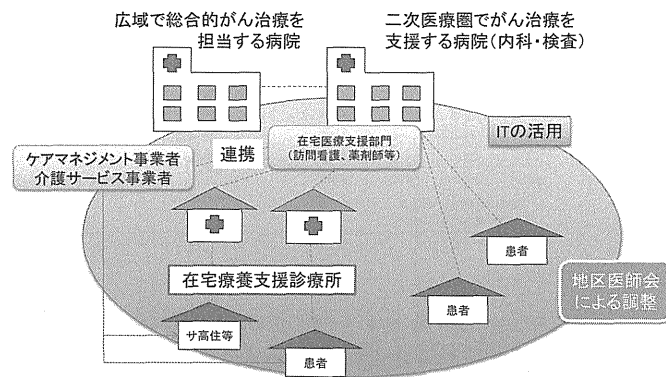 広域で総合的がん治療を
担当する病院
二次医療圏でがん治療を
支援する病院(内科・検査)
ITの活用
在宅医療支援部門
(訪問看護、薬剤師等)
連携
ケアマネジメント事業者
介護サービス事業者
患者
在宅療養支援診療所
患者
地区医師会
による調整
サ高住等
患者